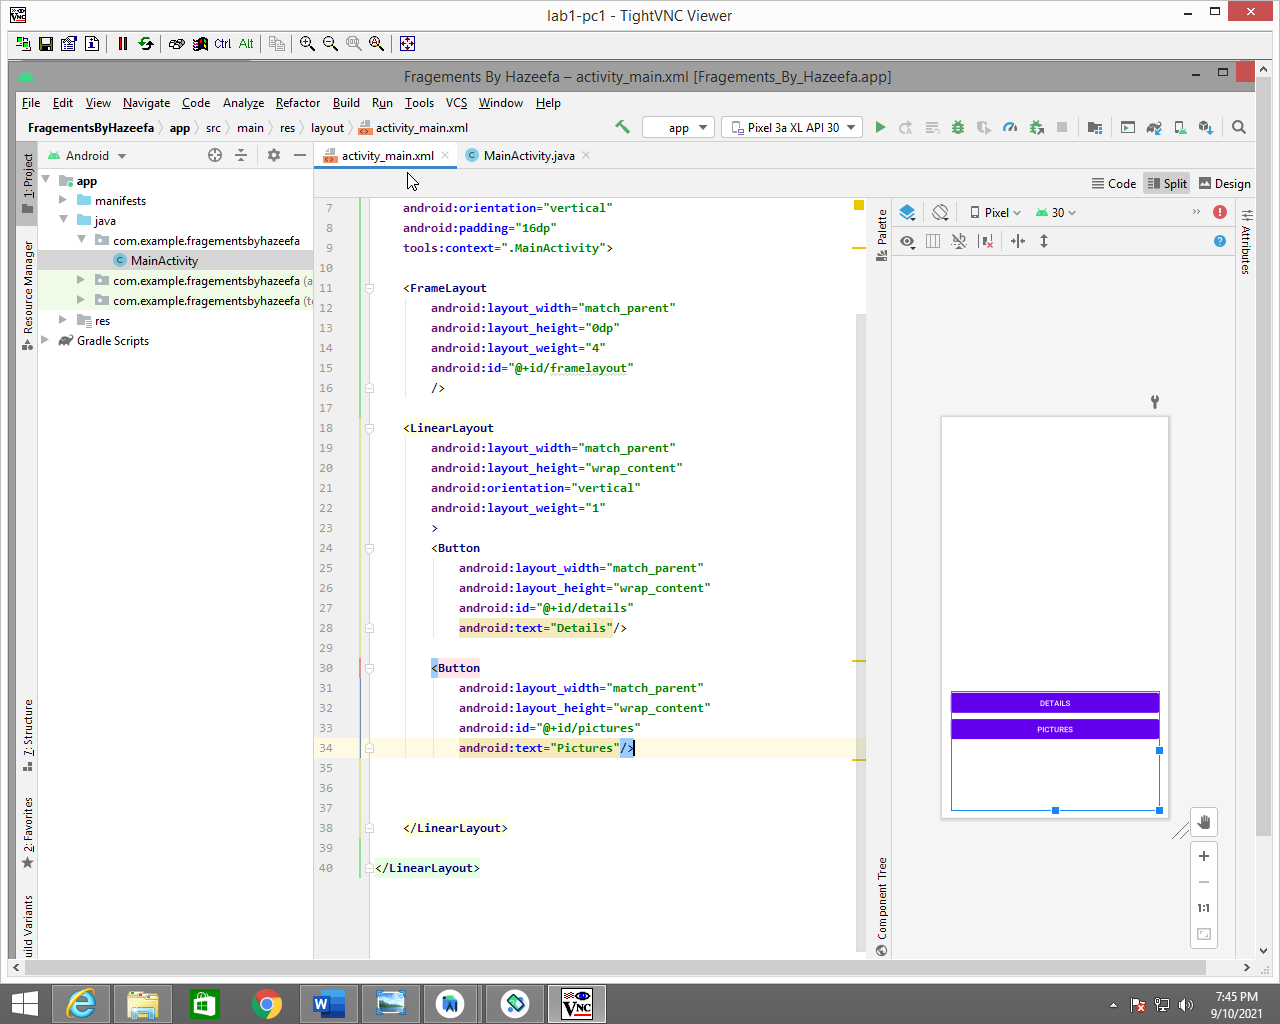 lab1-pc1 - TightVNC Viewer
Ctrl Alt
Fragements By Hazeefa – activity_main.xml [Fragements_By_Hazeefa.app]
File Edit View Navigate Code Analyze Refactor Build Run Tools VCS Window Help
FragementsByHazeefa app src main res layout activity_main.xml
app Pixel 3a XL API 30
Android
activity_main.xml MainActivity.java
Code Split Design
1: Project
Resource Manager
7: Structure
2: Favorites
uild Variants
app
manifests
java
com.example.fragementsbyhazeefa
MainActivity
com.example.fragementsbyhazeefa (a
com.example.fragementsbyhazeefa (te
res
Gradle Scripts
7 android:orientation="vertical"
8 android:padding="16dp"
9 tools:context=".MainActivity">
10
11 <FrameLayout
12 android:layout_width="match_parent"
13 android:layout_height="0dp"
14 android:layout_weight="4"
15 android:id="@+id/framelayout"
16 />
17
18 <LinearLayout
19 android:layout_width="match_parent"
20 android:layout_height="wrap_content"
21 android:orientation="vertical"
22 android:layout_weight="1"
23 >
24 <Button
25 android:layout_width="match_parent"
26 android:layout_height="wrap_content"
27 android:id="@+id/details"
28 android:text="Details"/>
29
30 <Button
31 android:layout_width="match_parent"
32 android:layout_height="wrap_content"
33 android:id="@+id/pictures"
34 android:text="Pictures"/>
35
36
37
38 </LinearLayout>
39
40 </LinearLayout>
Palette
Component Tree
Pixel 30
Attributes
DETAILS
PICTURES
1:1
7:45 PM
9/10/2021